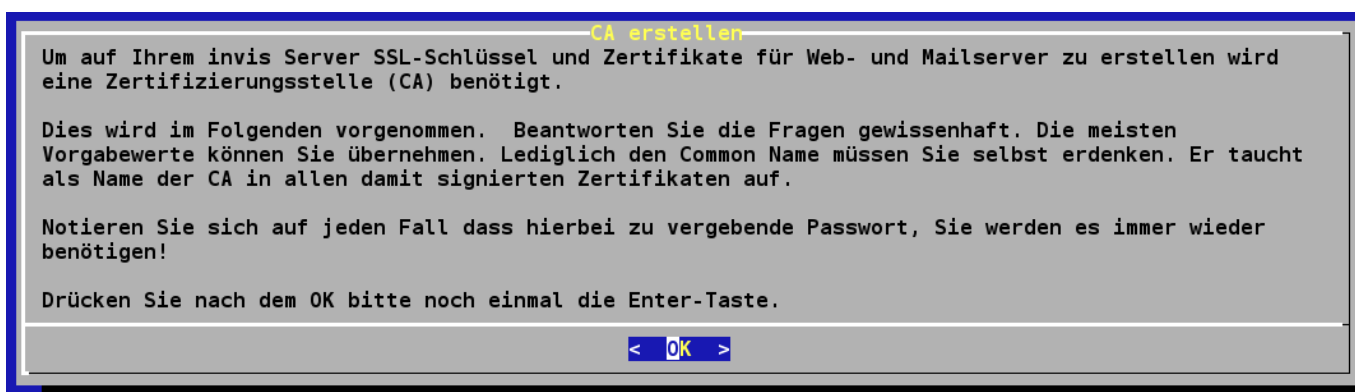 CA erstellen
Um auf Ihrem invis Server SSL-Schlüssel und Zertifikate für Web- und Mailserver zu erstellen wird
eine Zertifizierungsstelle (CA) benötigt.
Dies wird im Folgenden vorgenommen.  Beantworten Sie die Fragen gewissenhaft. Die meisten
Vorgabewerte können Sie übernehmen. Lediglich den Common Name müssen Sie selbst erdenken. Er taucht
als Name der CA in allen damit signierten Zertifikaten auf.
Notieren Sie sich auf jeden Fall dass hierbei zu vergebende Passwort, Sie werden es immer wieder
benötigen!
Drücken Sie nach dem OK bitte noch einmal die Enter-Taste.
<  OK  >